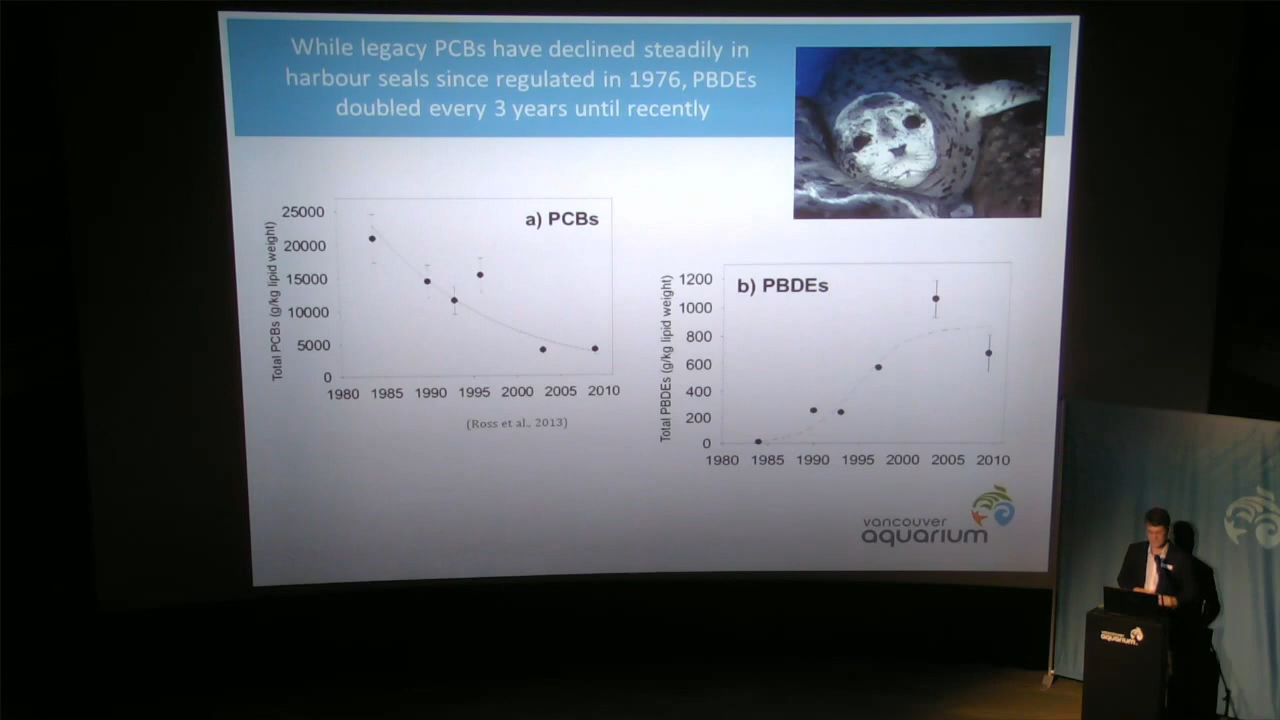 While legacy PCBs have declined steadily in
harbour seals since regulated in 1976, PBDEs
doubled every 3 years until recently
a) PCBs
Total PCBs (g/kg lipid weight)
25000
20000
15000
10000
5000
0
1980 1985 1990 1995 2000 2005 2010
(Ross et al., 2013)
b) PBDEs
Total PBDEs (g/kg lipid weight)
1200
1000
800
600
400
200
0
1980 1985 1990 1995 2000 2005 2010
vancouver
aquarium
vancouver
aquarium